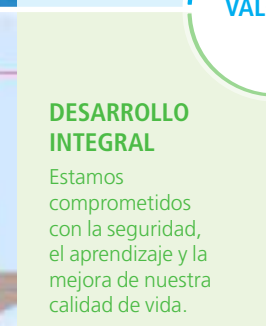 VAL
DESARROLLO
INTEGRAL
Estamos
comprometidos
con la seguridad,
el aprendizaje y la
mejora de nuestra
calidad de vida.